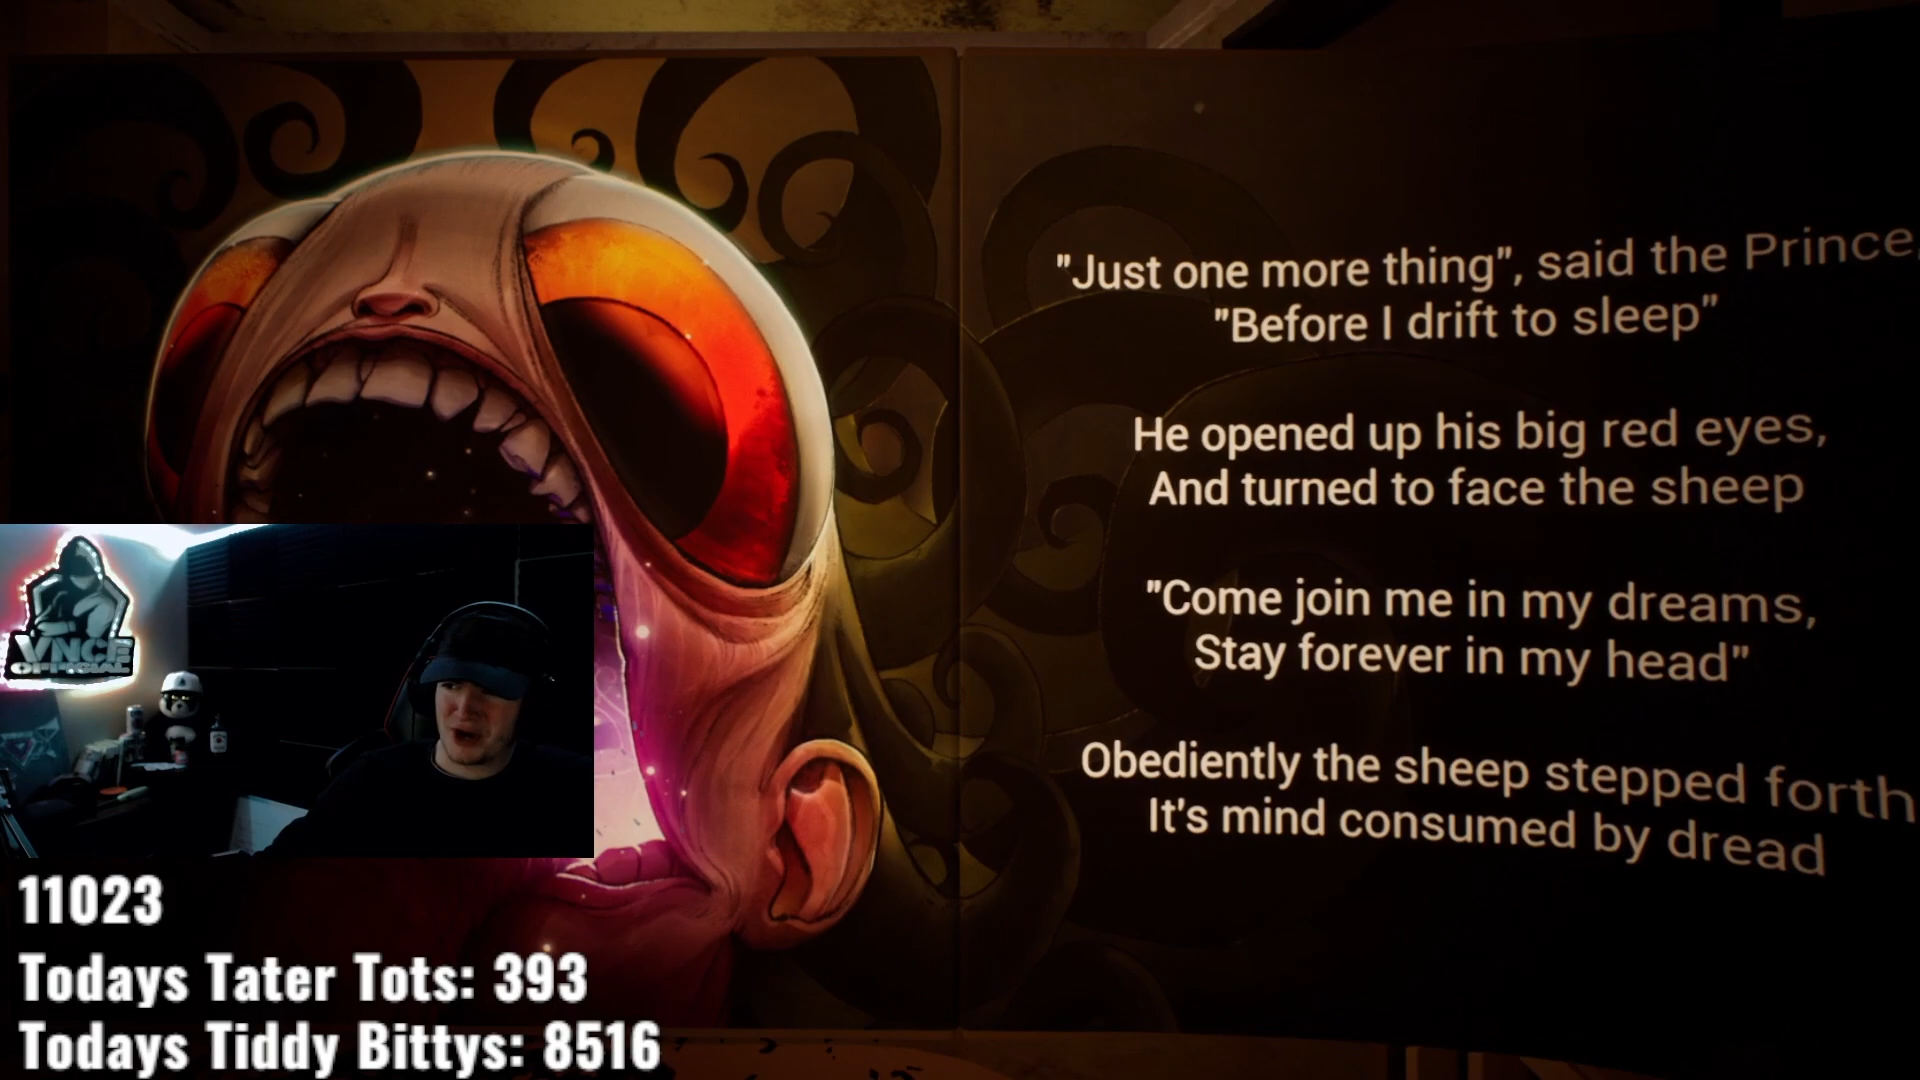 "Just one more thing", said the Prince,
"Before I drift to sleep"
He opened up his big red eyes,
And turned to face the sheep
"Come join me in my dreams,
Stay forever in my head"
Obediently the sheep stepped forth
It's mind consumed by dread
VNCE
OFFICIAL
11023
Todays Tater Tots: 393
Todays Tiddy Bittys: 8516